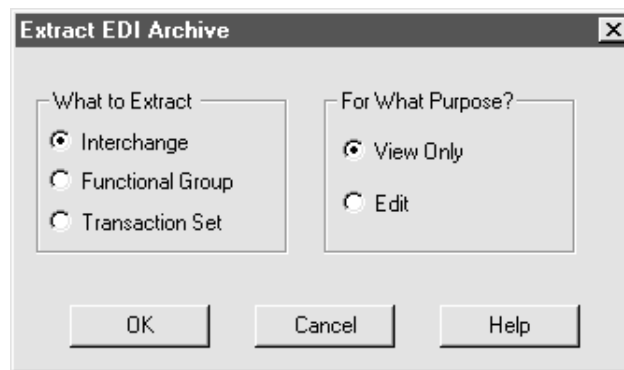 Extract EDI Archive
What to Extract
Interchange
Functional Group
Transaction Set
For What Purpose?
View Only
Edit
OK
Cancel
Help